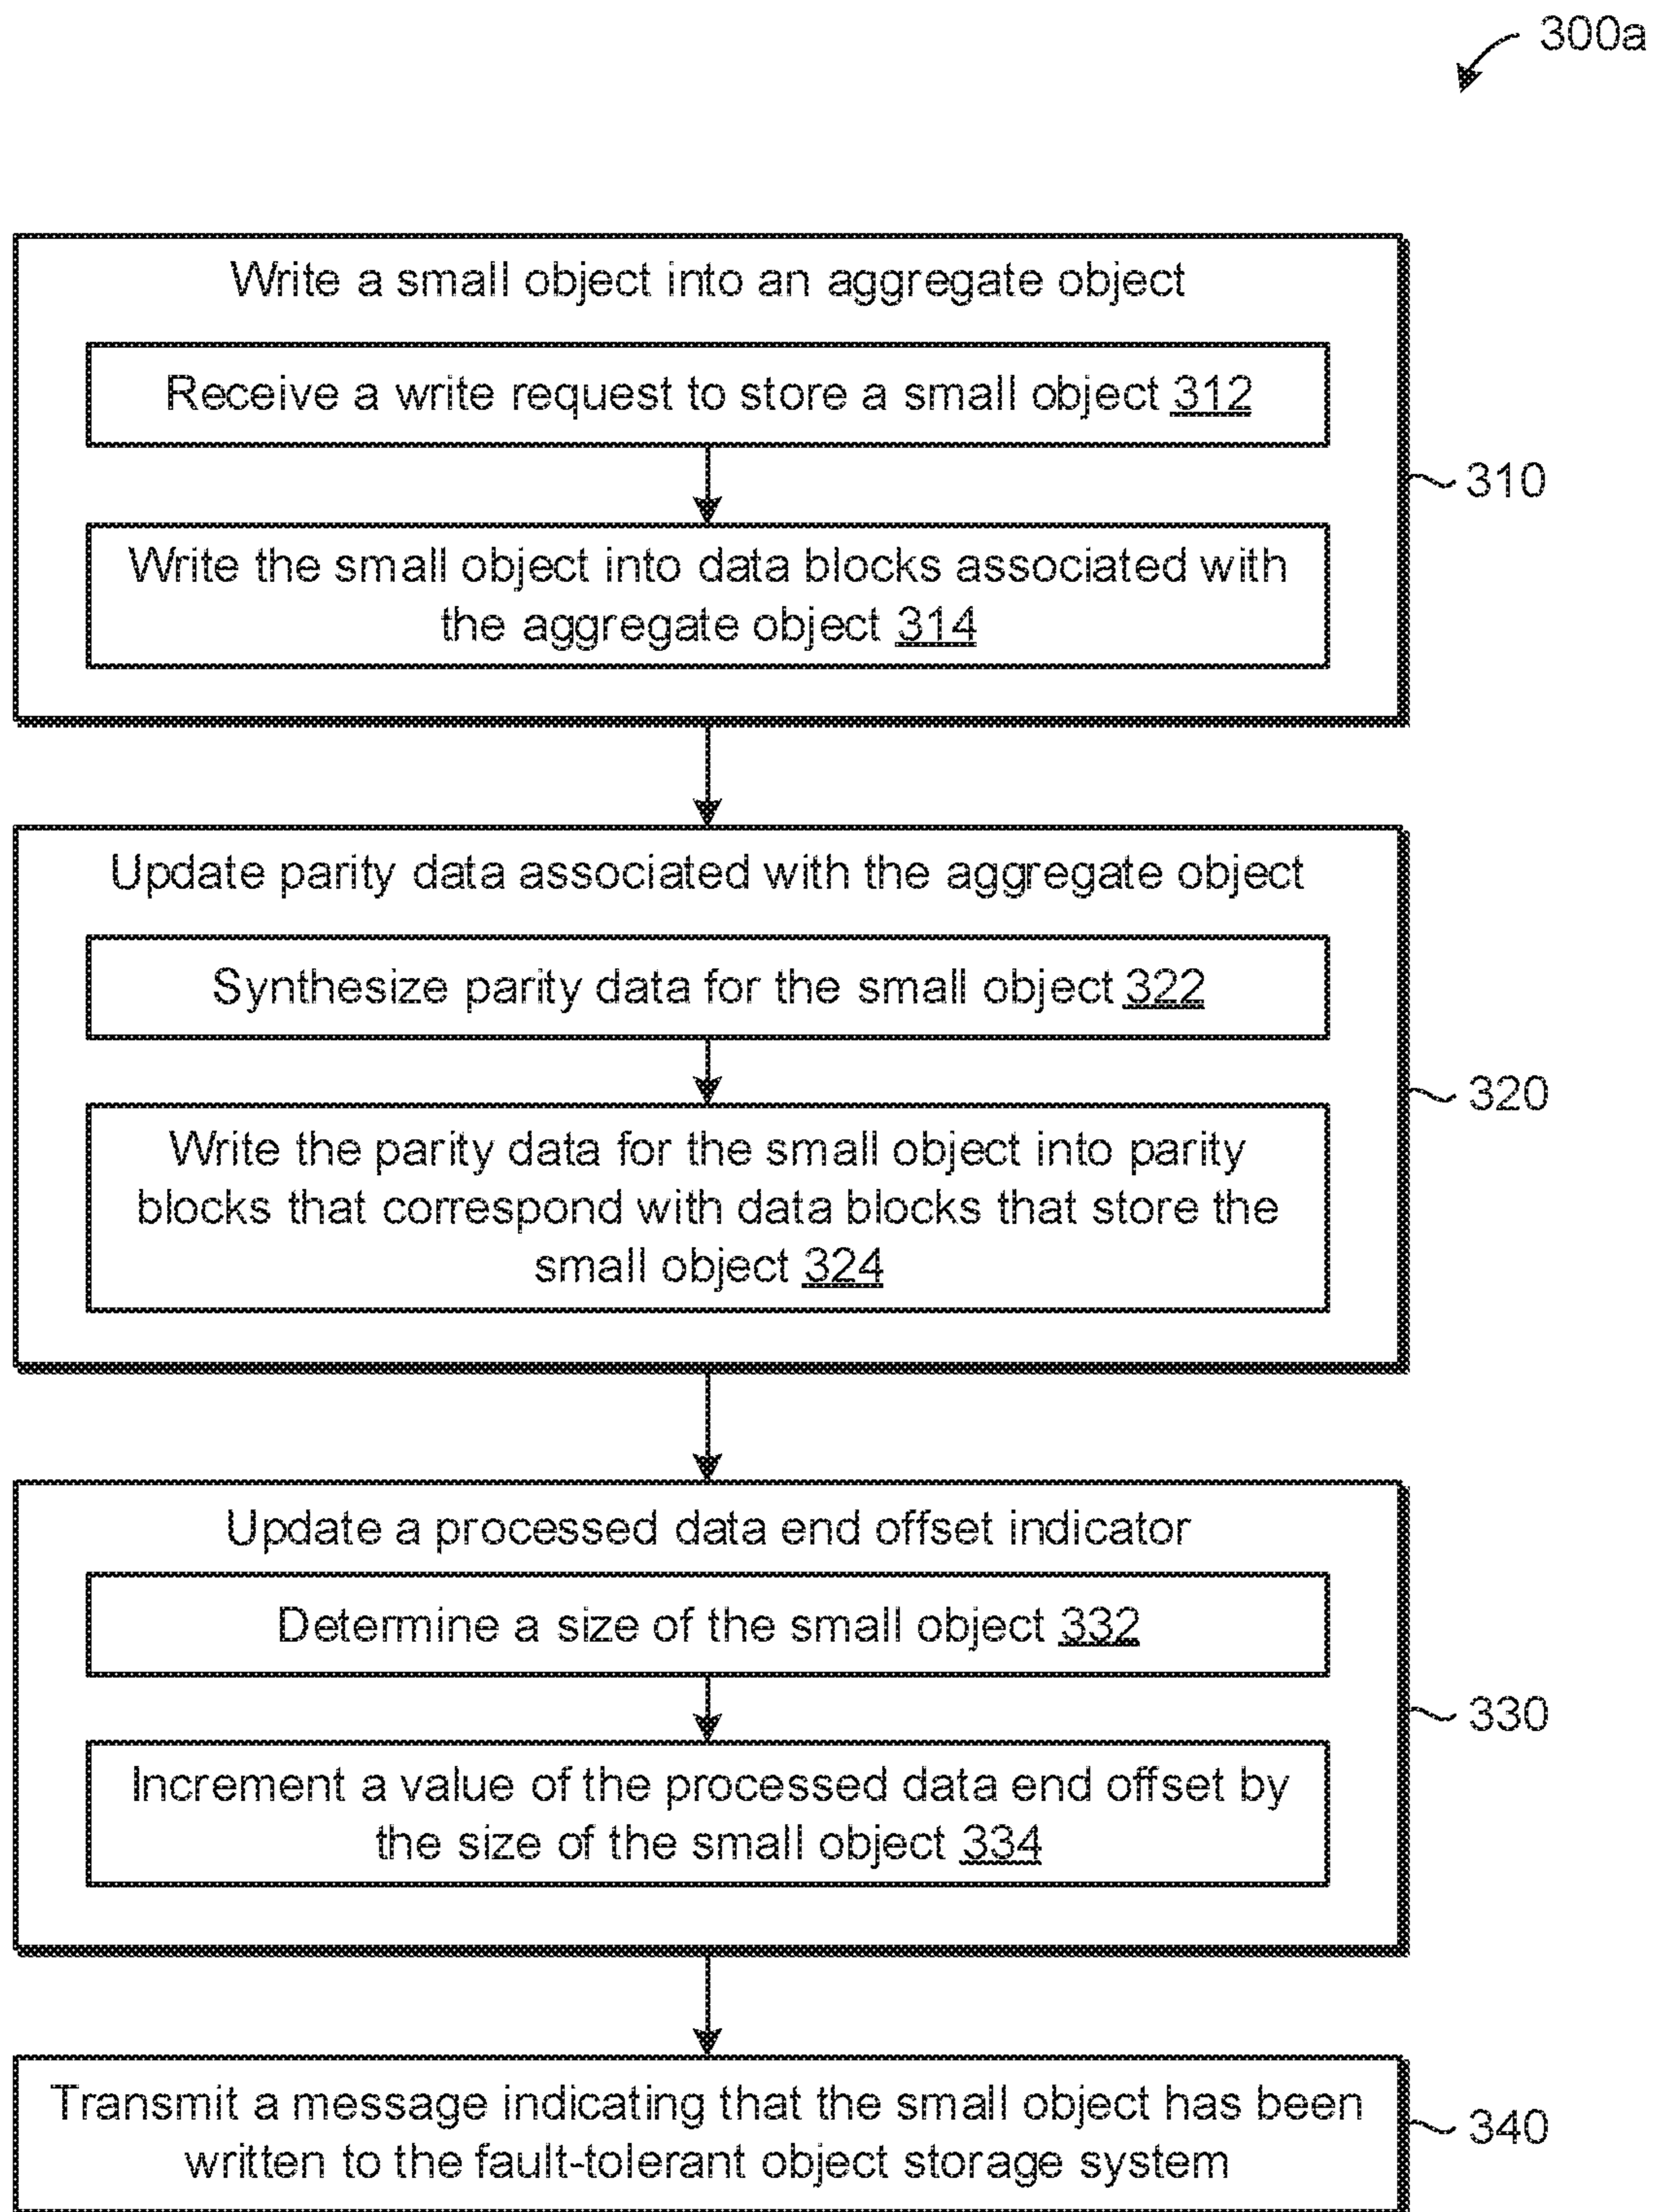 300a
Write a small object into an aggregate object
Receive a write request to store a small object 312
Write the small object into data blocks associated with
the aggregate object 314
310
Update parity data associated with the aggregate object
Synthesize parity data for the small object 322
Write the parity data for the small object into parity
blocks that correspond with data blocks that store the
small object 324
320
Update a processed data end offset indicator
Determine a size of the small object 332
Increment a value of the processed data end offset by
the size of the small object 334
330
Transmit a message indicating that the small object has been
written to the fault-tolerant object storage system
340